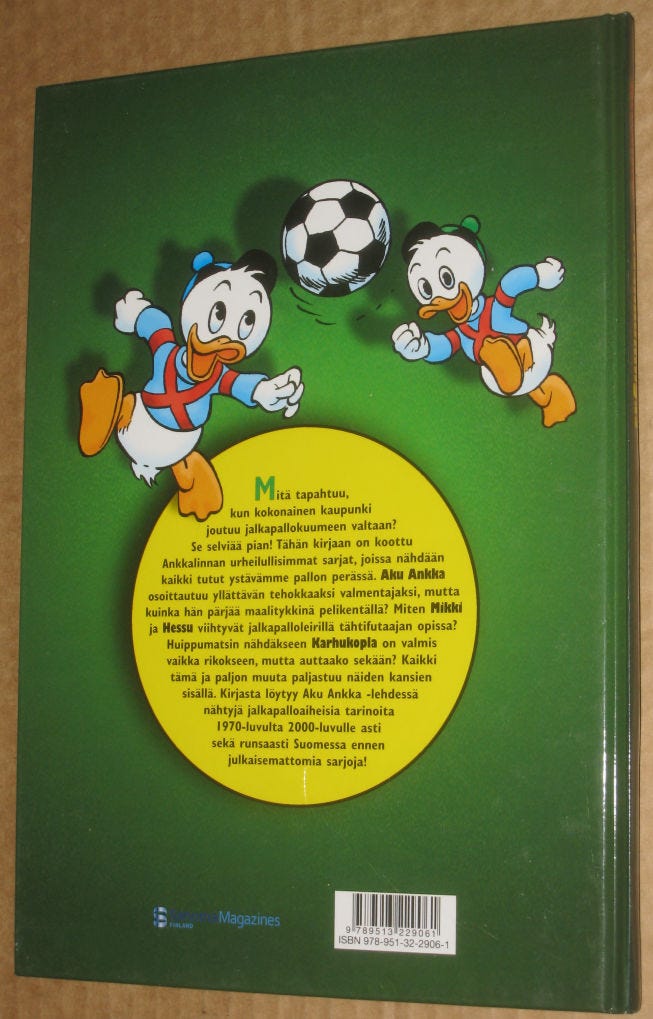 Mitä tapahtuu,
kun kokonainen kaupunki
joutuu jalkapallokuumeen valtaan?
Se selviää pian! Tähän kirjaan on koottu
Ankkalinnan urheilullisimmat sarjat, joissa nähdään
kaikki tutut ystävämme pallon perässä. Aku Ankka
osoittautuu yllättävän tehokkaaksi valmentajaksi, mutta
kuinka hän pärjää maalitykkinä pelikentällä? Miten Mikki
ja Hessu viihtyvät jalkapalloleirillä tähtifutaajan opissa?
Huippumatsin nähdäkseen Karhukopla on valmis
vaikka rikokseen, mutta auttaako sekään? Kaikki
tämä ja paljon muuta paljastuu näiden kansien
sisällä. Kirjasta löytyy Aku Ankka -lehdessä
nähtyjä jalkapalloaiheisia tarinoita
1970-luvulta 2000-luvulle asti
sekä runsaasti Suomessa ennen
julkaisemattomia sarjoja!
Magazines
FINLAND
9 789513 229061
ISBN 978-951-32-2906-1